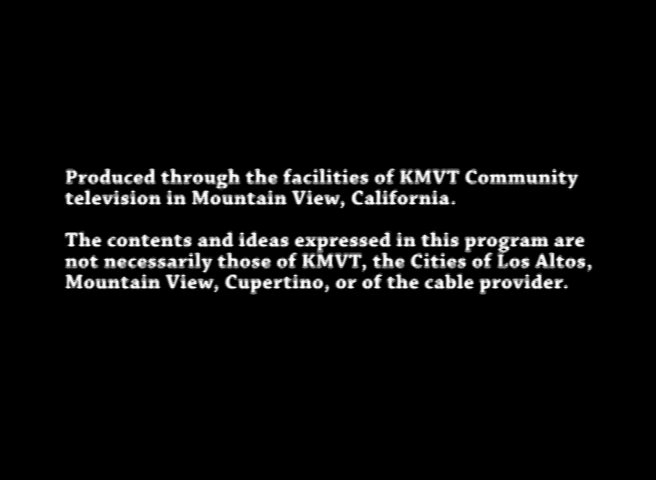 Produced through the facilities of KMVT Community
television in Mountain View, California.
The contents and ideas expressed in this program are
not necessarily those of KMVT, the Cities of Los Altos,
Mountain View, Cupertino, or of the cable provider.